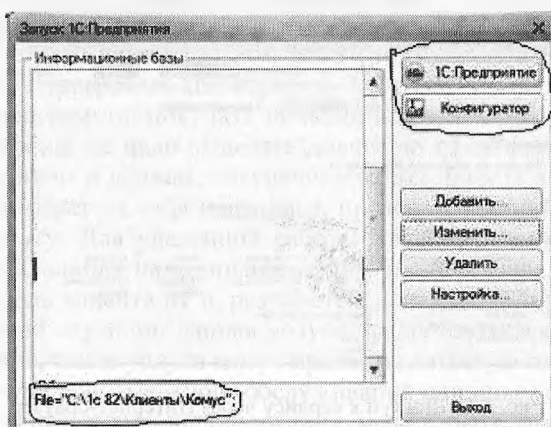 Запуск 1С:Предприятия
Информационные базы
1С:Предприятие
Конфигуратор
Добавить...
Изменить...
Удалить
Настройка...
File="C:\1c 82\Клиенты\Комус";
Выход